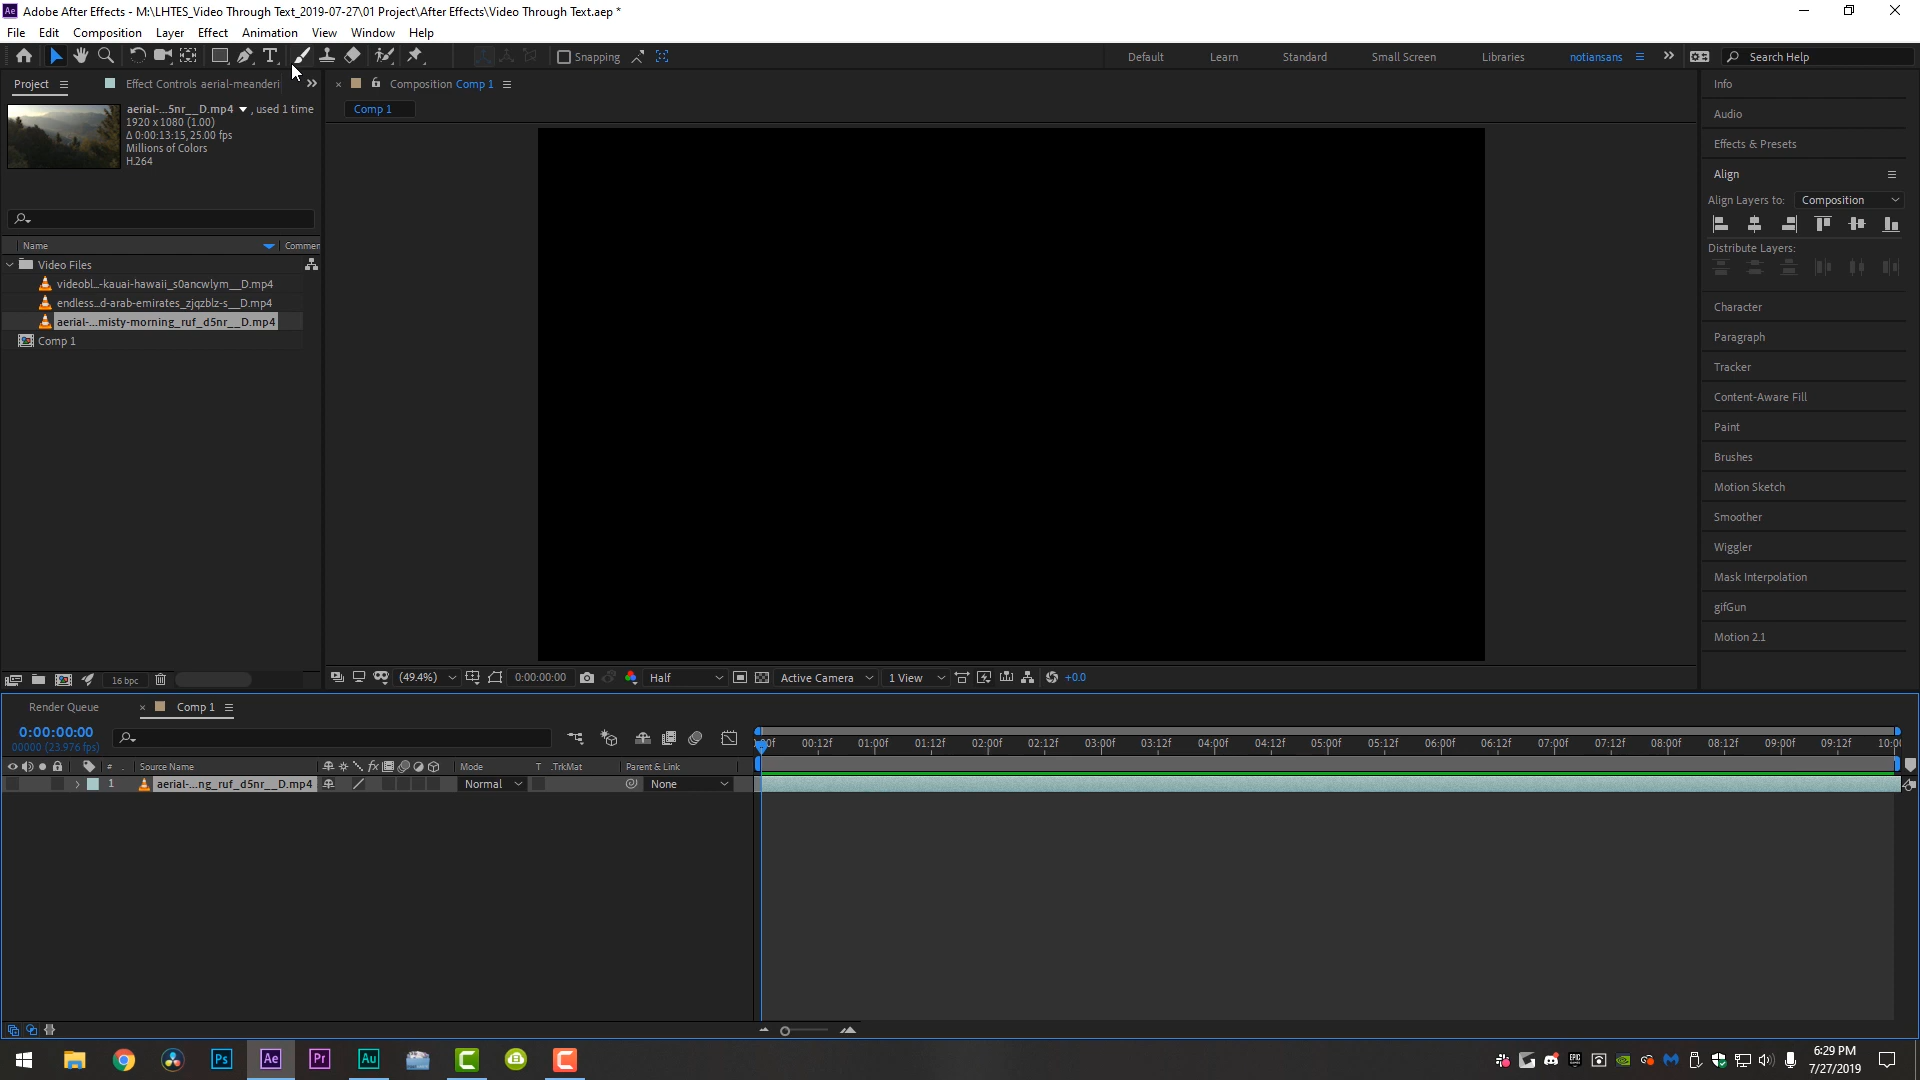 Ae Adobe After Effects - M:\LHTES_Video Through Text_2019-07-27\01 Project\After Effects\Video Through Text.aep *
File Edit Composition Layer Effect Animation View Window Help
Snapping Default Learn Standard Small Screen Libraries notiansans Search Help
Project Effect Controls aerial-meanderi
Composition Comp 1
Comp 1
aerial-...5nr__D.mp4 , used 1 time
1920 x 1080 (1.00)
Δ 0:00:13:15, 25.00 fps
Millions of Colors
H.264
Name Commen
Video Files
videobl...-kauai-hawaii_s0ancwlym__D.mp4
endless...d-arab-emirates_zjqzblz-s__D.mp4
aerial-...misty-morning_ruf_d5nr__D.mp4
Comp 1
16 bpc
(49.4%) 0:00:00:00 Half Active Camera 1 View +0.0
Info
Audio
Effects & Presets
Align
Align Layers to: Composition
Distribute Layers:
Character
Paragraph
Tracker
Content-Aware Fill
Paint
Brushes
Motion Sketch
Smoother
Wiggler
Mask Interpolation
gifGun
Motion 2.1
Render Queue Comp 1
0:00:00:00
00000 (23.976 fps)
00:12f 01:00f 01:12f 02:00f 02:12f 03:00f 03:12f 04:00f 04:12f 05:00f 05:12f 06:00f 06:12f 07:00f 07:12f 08:00f 08:12f 09:00f 09:12f
# Source Name Mode T .TrkMat Parent & Link
1 aerial-...ng_ruf_d5nr__D.mp4 Normal None
Ps Ae Pr Au
6:29 PM
7/27/2019